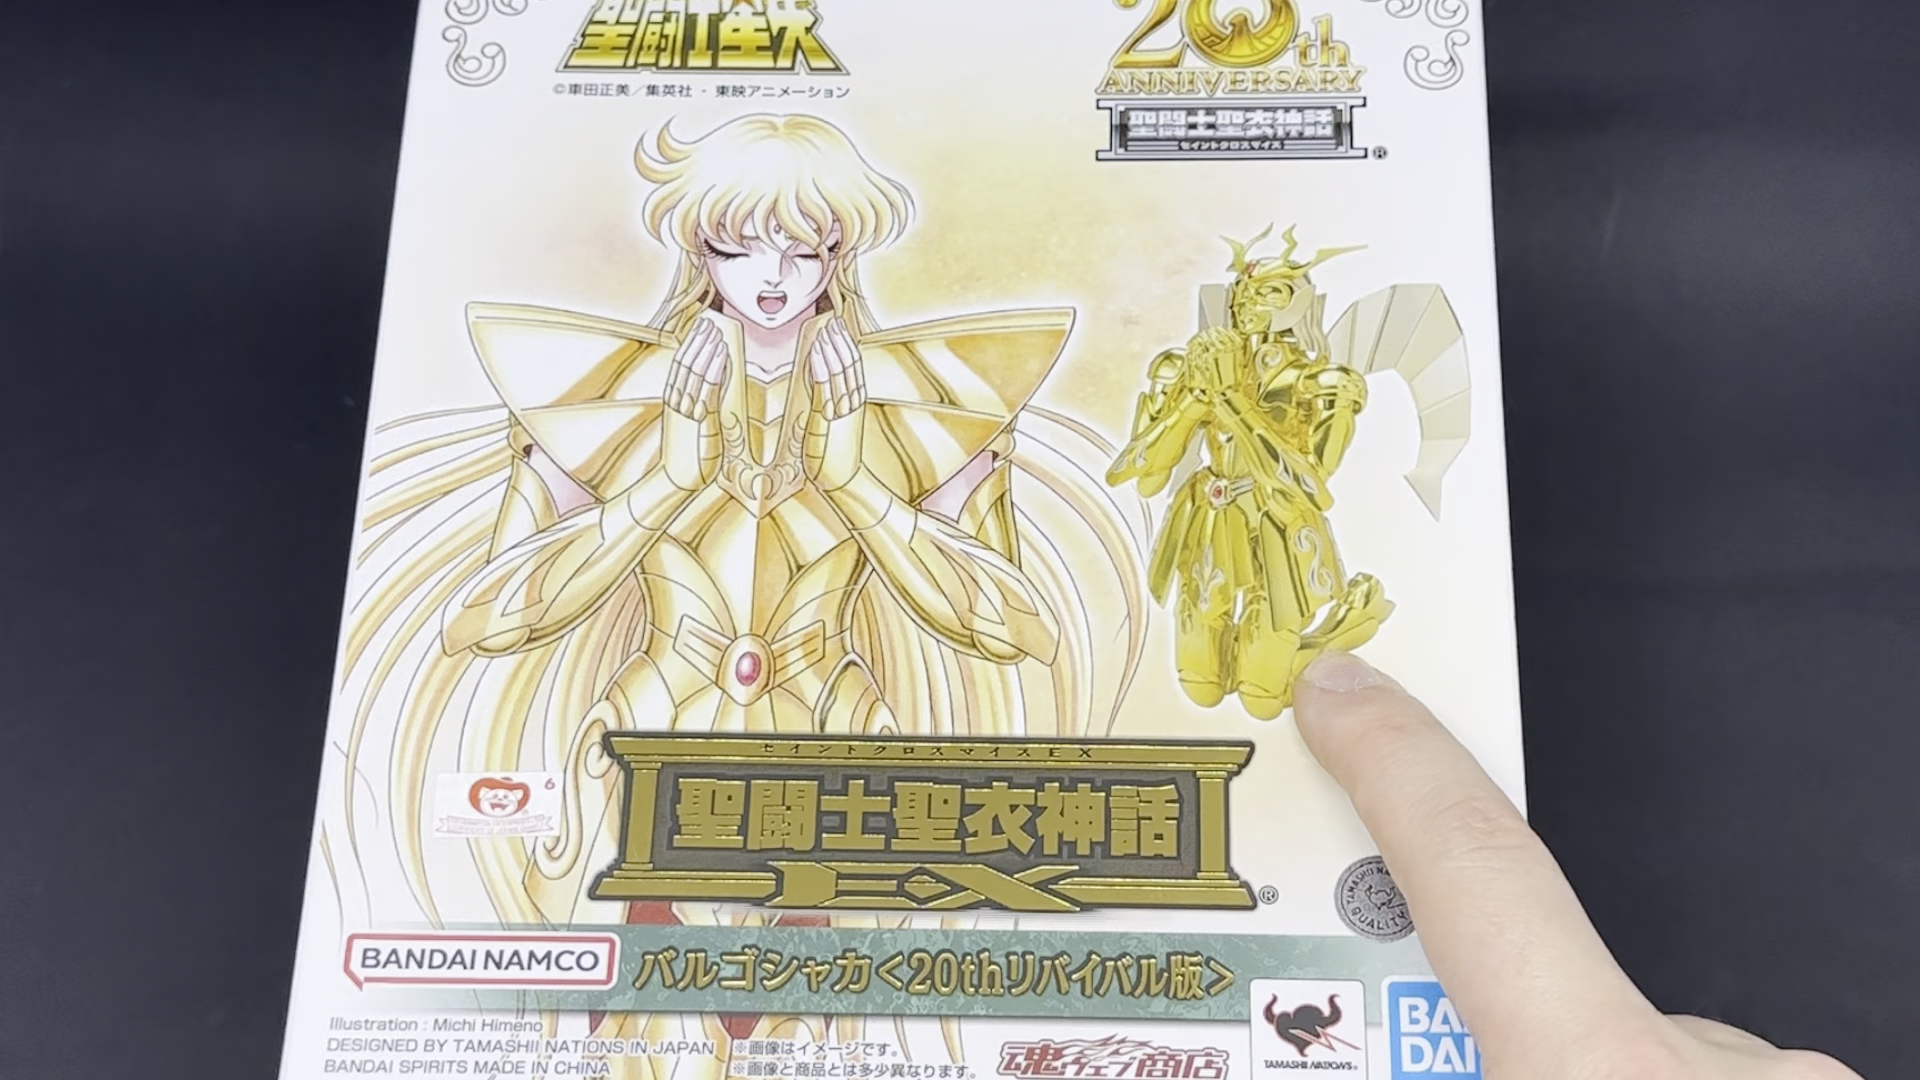 聖闘士星矢
©車田正美／集英社・東映アニメーション
20th
ANNIVERSARY
聖闘士聖衣神話
セイントクロスマイス
®
セイントクロスマイスEX
聖闘士聖衣神話
EX
®
6
TAMASHII NA
QUALITY
BANDAI NAMCO
バルゴシャカ<20thリバイバル版>
Illustration : Michi Himeno
DESIGNED BY TAMASHII NATIONS IN JAPAN
BANDAI SPIRITS MADE IN CHINA
※画像はイメージです。
※画像と商品とは多少異なります。
魂ウェブ商店
TAMASHII NATIONS
BAN
DAI